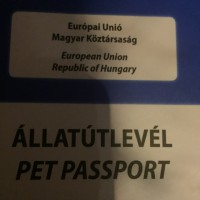 Európai Unió
Magyar Köztársaság
European Union
Republic of Hungary
ÁLLATÚTLEVÉL
PET PASSPORT